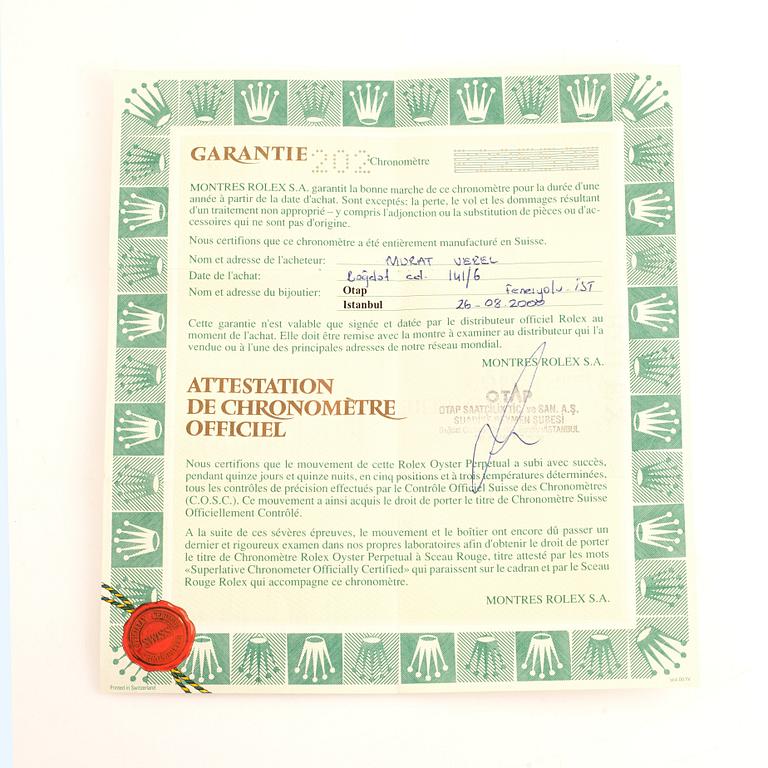 GARANTIE 202 Chronomètre
MONTRES ROLEX S.A. garantit la bonne marche de ce chronomètre pour la durée d'une
année à partir de la date d'achat. Sont exceptés: la perte, le vol et les dommages résultant
d'un traitement non approprié – y compris l'adjonction ou la substitution de pièces ou d'ac-
cessoires qui ne sont pas d'origine.
Nous certifions que ce chronomètre a été entièrement manufacturé en Suisse.
Nom et adresse de l'acheteur: MURAT VEREL
Date de l'achat: Bağdat cd. 141/6
Nom et adresse du bijoutier: Otap Feneryolu-İST
Istanbul 26-08.2000
Cette garantie n'est valable que signée et datée par le distributeur officiel Rolex au
moment de l'achat. Elle doit être remise avec la montre à examiner au distributeur qui l'a
vendue ou à l'une des principales adresses de notre réseau mondial.
MONTRES ROLEX S.A.
ATTESTATION
DE CHRONOMÈTRE
OFFICIEL
OTAP
OTAP SAATÇİLİK TİC. ve SAN. A.Ş.
SUADİYE ŞUBESİ
İSTANBUL
Nous certifions que le mouvement de cette Rolex Oyster Perpetual a subi avec succès,
pendant quinze jours et quinze nuits, en cinq positions et à trois températures déterminées,
tous les contrôles de précision effectués par le Contrôle Officiel Suisse des Chronomètres
(C.O.S.C.). Ce mouvement a ainsi acquis le droit de porter le titre de Chronomètre Suisse
Officiellement Contrôlé.
A la suite de ces sévères épreuves, le mouvement et le boîtier ont encore dû passer un
dernier et rigoureux examen dans nos propres laboratoires afin d'obtenir le droit de porter
le titre de Chronomètre Rolex Oyster Perpetual à Sceau Rouge, titre attesté par les mots
«Superlative Chronometer Officially Certified» qui paraissent sur le cadran et par le Sceau
Rouge Rolex qui accompagne ce chronomètre.
MONTRES ROLEX S.A.
SWISS
Printed in Switzerland